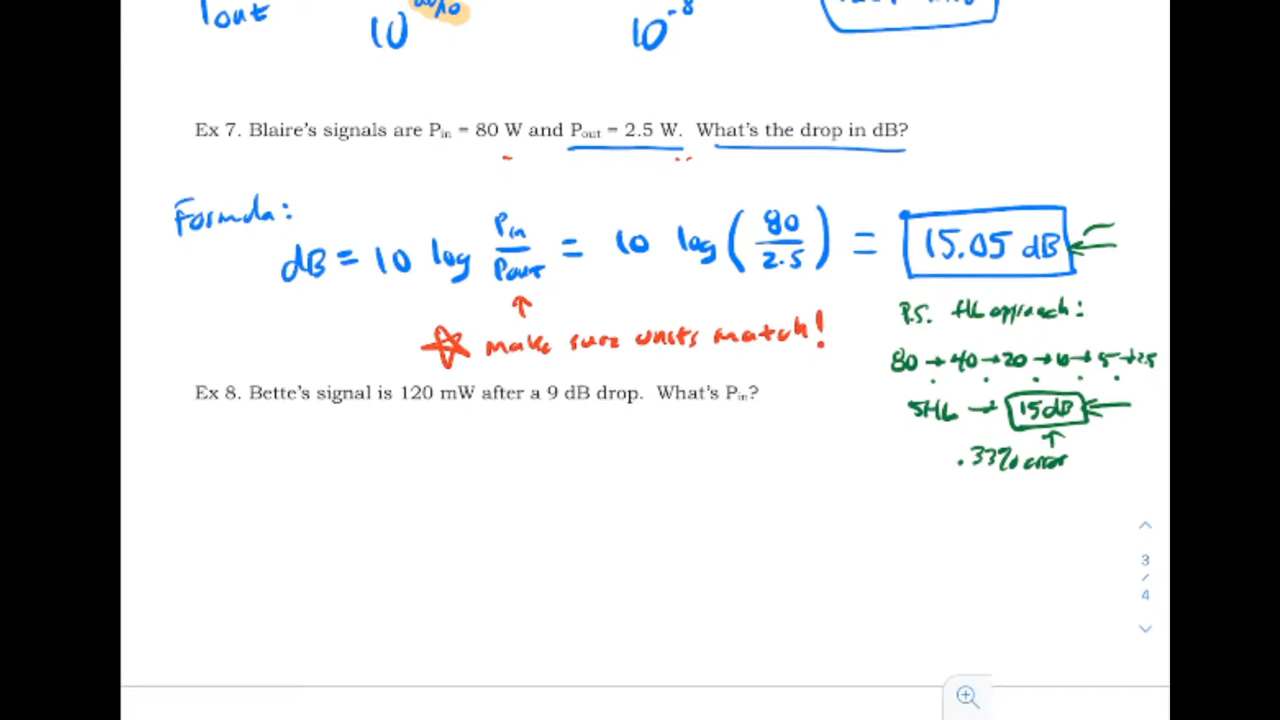 Pout 10 10^-8
Ex 7. Blaire's signals are Pin = 80 W and Pout = 2.5 W. What's the drop in dB?
Formula:
dB = 10 log Pin/Pout = 10 log (80/2.5) = 15.05 dB
P.S. HL approach:
make sure units match!
80 → 40 → 20 → 10 → 5 → 2.5
Ex 8. Bette's signal is 120 mW after a 9 dB drop. What's Pin?
5HL → 15dB
.33% error
3
/
4